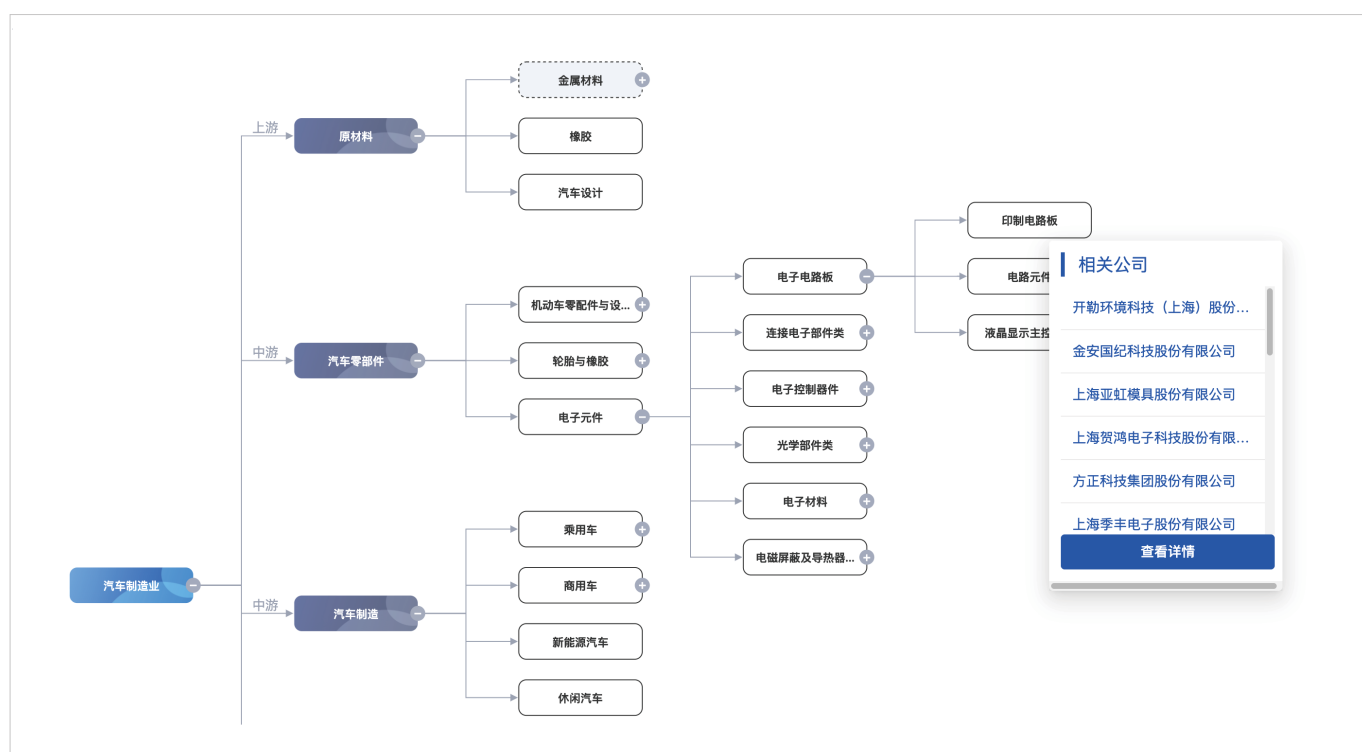 金属材料
上游
原材料
橡胶
汽车设计
印制电路板
电子电路板
电路元件
机动车零配件与设...
连接电子部件类
液晶显示主控
中游
汽车零部件
轮胎与橡胶
电子控制器件
电子元件
光学部件类
电子材料
乘用车
电磁屏蔽及导热器...
汽车制造业
商用车
中游
汽车制造
新能源汽车
休闲汽车
相关公司
开勒环境科技（上海）股份...
金安国纪科技股份有限公司
上海亚虹模具股份有限公司
上海贺鸿电子科技股份有限...
方正科技集团股份有限公司
上海季丰电子股份有限公司
查看详情